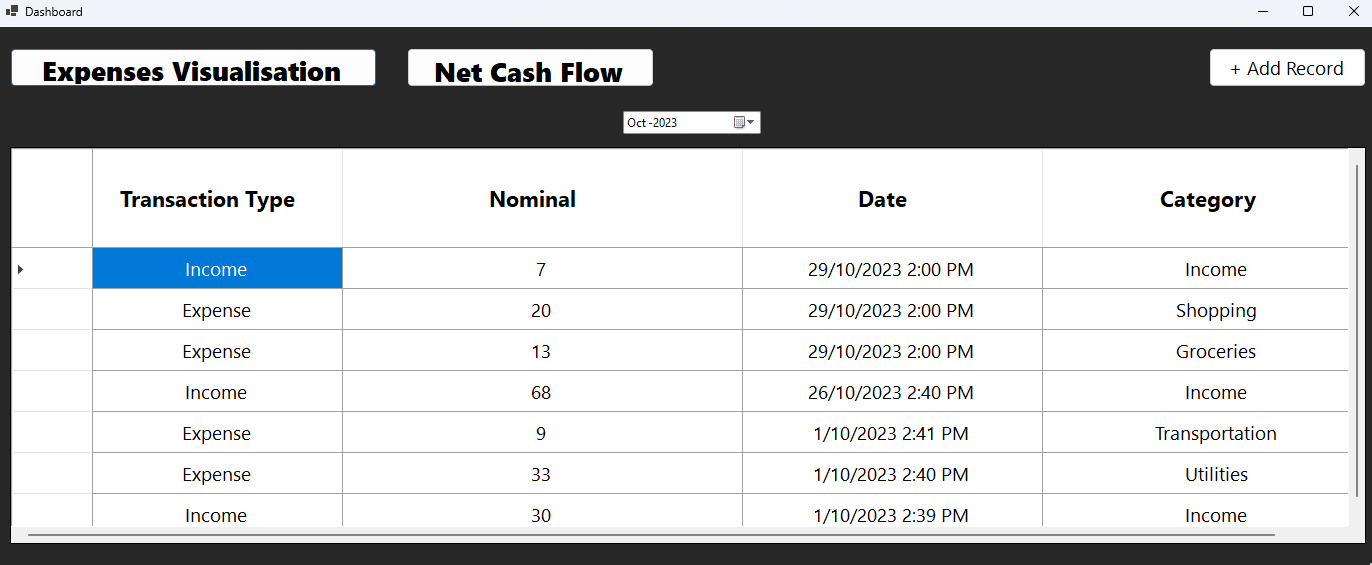 Dashboard
Expenses Visualisation Net Cash Flow + Add Record
Oct-2023
Transaction Type Nominal Date Category
Income 7 29/10/2023 2:00 PM Income
Expense 20 29/10/2023 2:00 PM Shopping
Expense 13 29/10/2023 2:00 PM Groceries
Income 68 26/10/2023 2:40 PM Income
Expense 9 1/10/2023 2:41 PM Transportation
Expense 33 1/10/2023 2:40 PM Utilities
Income 30 1/10/2023 2:39 PM Income